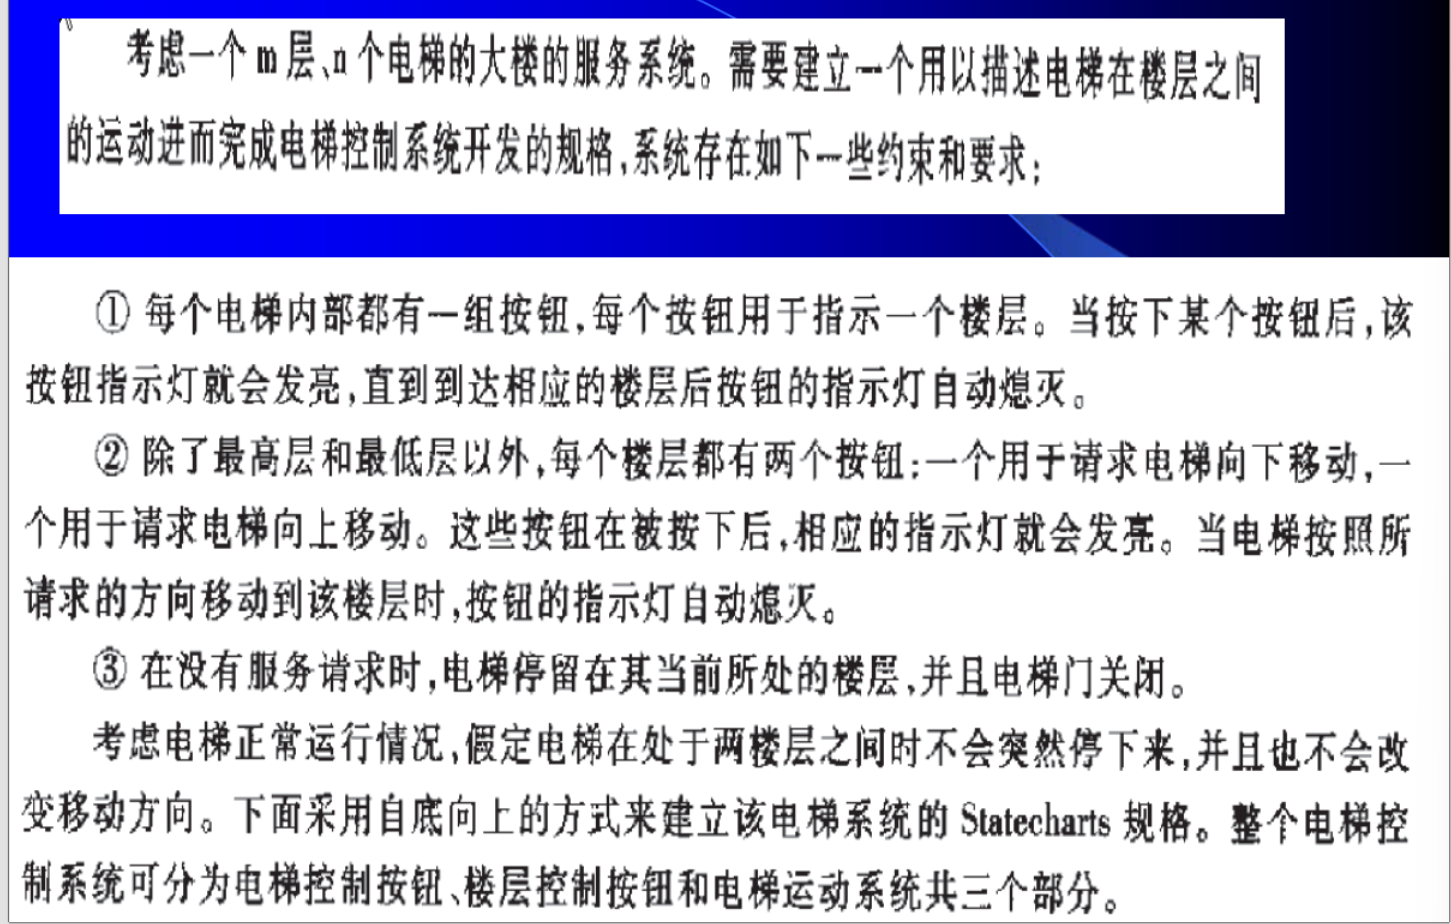 考虑一个 m 层、n 个电梯的大楼的服务系统。需要建立一个用以描述电梯在楼层之间
的运动进而完成电梯控制系统开发的规格,系统存在如下一些约束和要求:
① 每个电梯内部都有一组按钮,每个按钮用于指示一个楼层。当按下某个按钮后,该
按钮指示灯就会发亮,直到到达相应的楼层后按钮的指示灯自动熄灭。
② 除了最高层和最低层以外,每个楼层都有两个按钮:一个用于请求电梯向下移动,一
个用于请求电梯向上移动。这些按钮在被按下后,相应的指示灯就会发亮。当电梯按照所
请求的方向移动到该楼层时,按钮的指示灯自动熄灭。
③ 在没有服务请求时,电梯停留在其当前所处的楼层,并且电梯门关闭。
考虑电梯正常运行情况,假定电梯在处于两楼层之间时不会突然停下来,并且也不会改
变移动方向。下面采用自底向上的方式来建立该电梯系统的 Statecharts 规格。整个电梯控
制系统可分为电梯控制按钮、楼层控制按钮和电梯运动系统共三个部分。